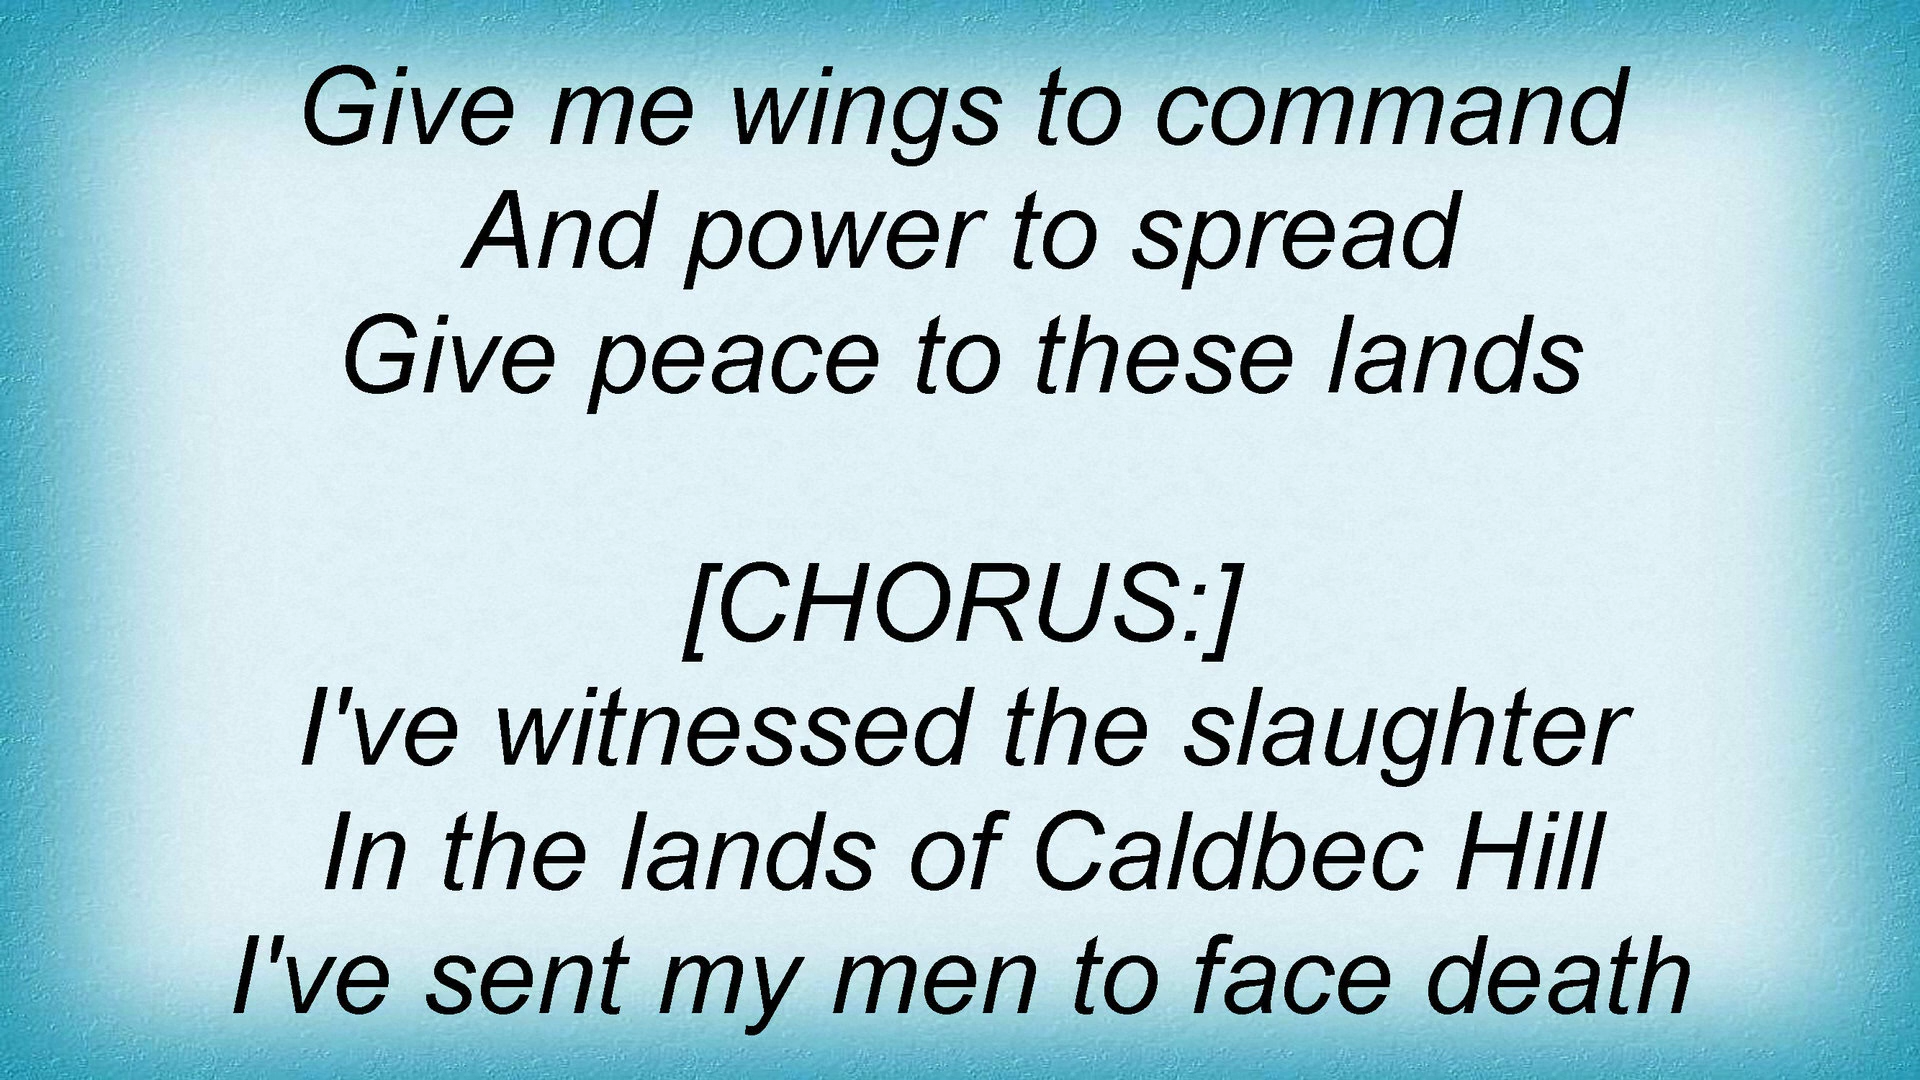 Give me wings to command
And power to spread
Give peace to these lands
[CHORUS:]
I've witnessed the slaughter
In the lands of Caldbec Hill
I've sent my men to face death